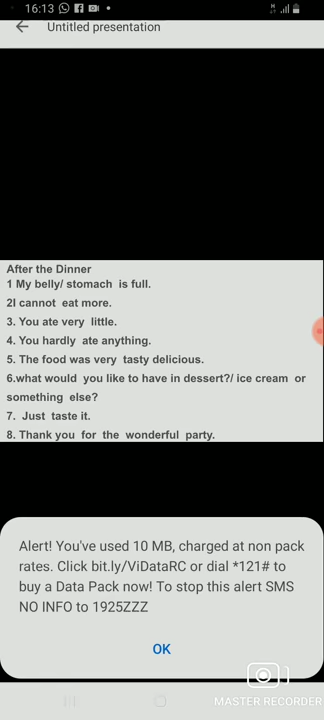 16:13
Untitled presentation
After the Dinner
1 My belly/ stomach is full.
2I cannot eat more.
3. You ate very little.
4. You hardly ate anything.
5. The food was very tasty delicious.
6.what would you like to have in dessert?/ ice cream or
something else?
7. Just taste it.
8. Thank you for the wonderful party.
Alert! You've used 10 MB, charged at non pack
rates. Click bit.ly/ViDataRC or dial *121# to
buy a Data Pack now! To stop this alert SMS
NO INFO to 1925ZZZ
OK
MASTER RECORDER